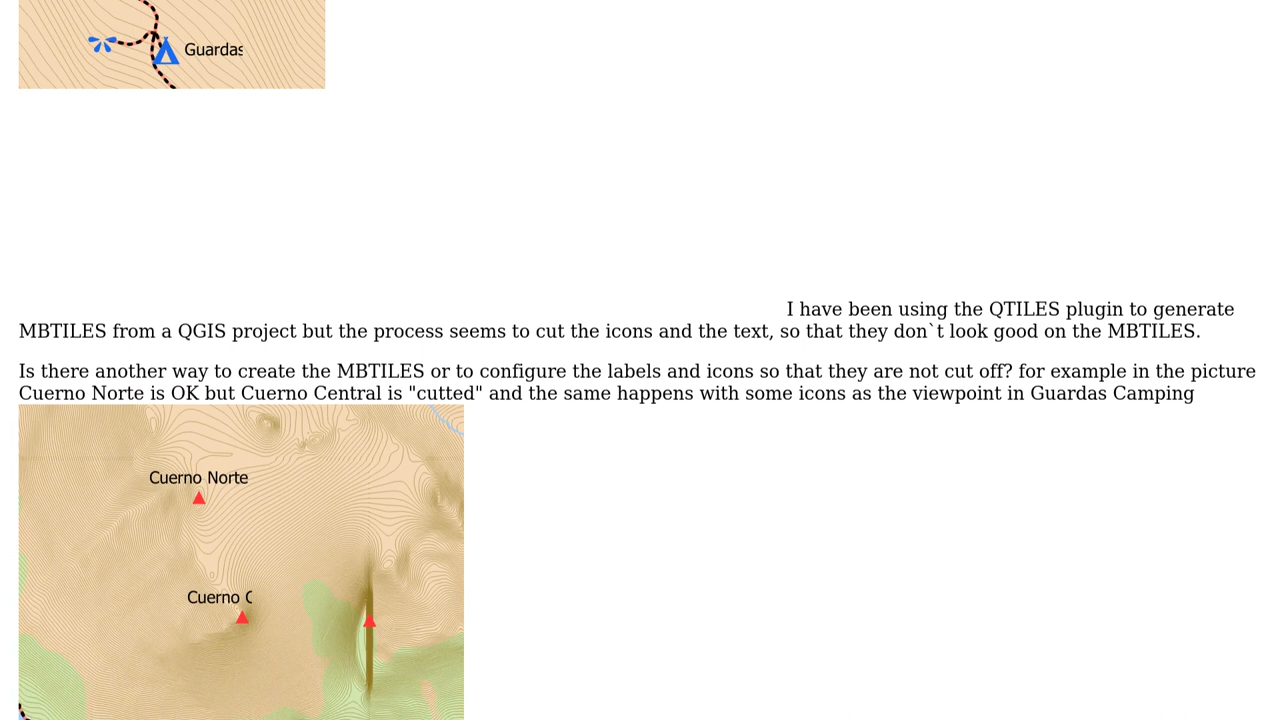 Guardas
I have been using the QTILES plugin to generate
MBTILES from a QGIS project but the process seems to cut the icons and the text, so that they don`t look good on the MBTILES.
Is there another way to create the MBTILES or to configure the labels and icons so that they are not cut off? for example in the picture
Cuerno Norte is OK but Cuerno Central is "cutted" and the same happens with some icons as the viewpoint in Guardas Camping
Cuerno Norte
Cuerno C